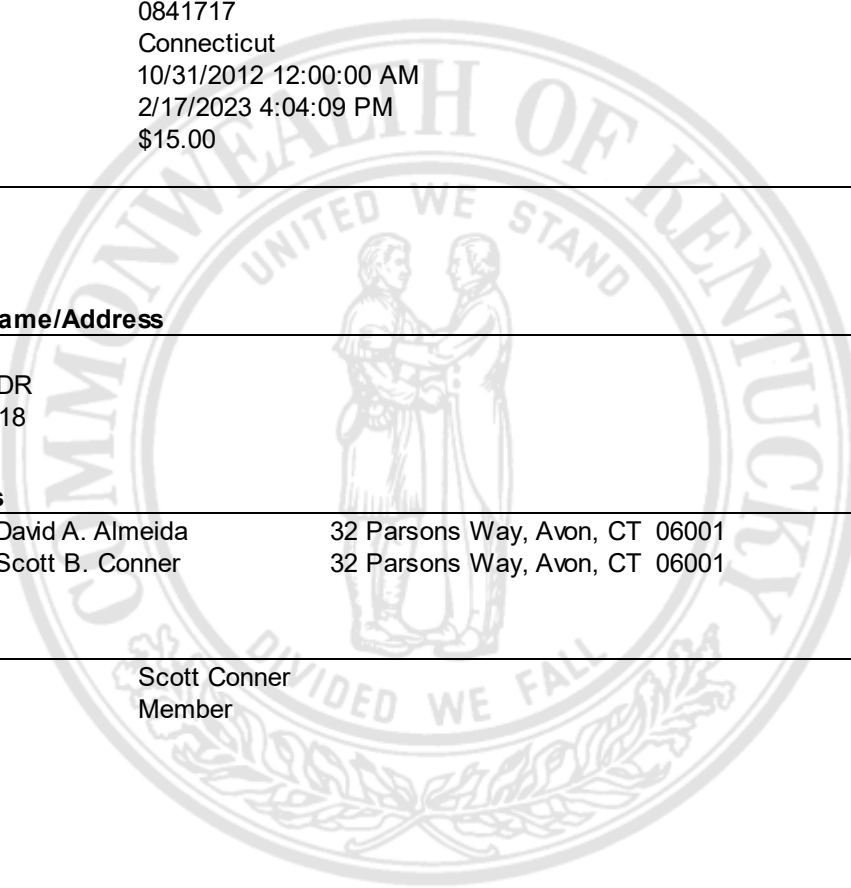 0841717
Connecticut
10/31/2012 12:00:00 AM
2/17/2023 4:04:09 PM
$15.00
COMMONWEALTH OF KENTUCKY
UNITED WE STAND
ame/Address
DR
18
s
David A. Almeida 32 Parsons Way, Avon, CT 06001
Scott B. Conner 32 Parsons Way, Avon, CT 06001
DIVIDED WE FALL
Scott Conner
Member